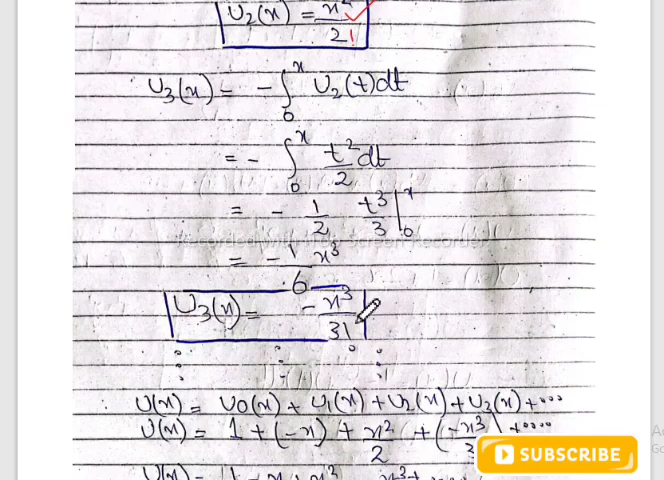 U₂(x) = x²/2!
U₃(x) = - ∫₀ˣ U₂(t)dt
= - ∫₀ˣ t²/2 dt
= - 1/2 t³/3 |₀ˣ
= - 1/6 x³
U₃(x) = -x³/3!
U(x) = U0(x) + U₁(x) + U₂(x) + U₃(x) + ...
U(x) = 1 + (-x) + x²/2 + (-x³/3
SUBSCRIBE